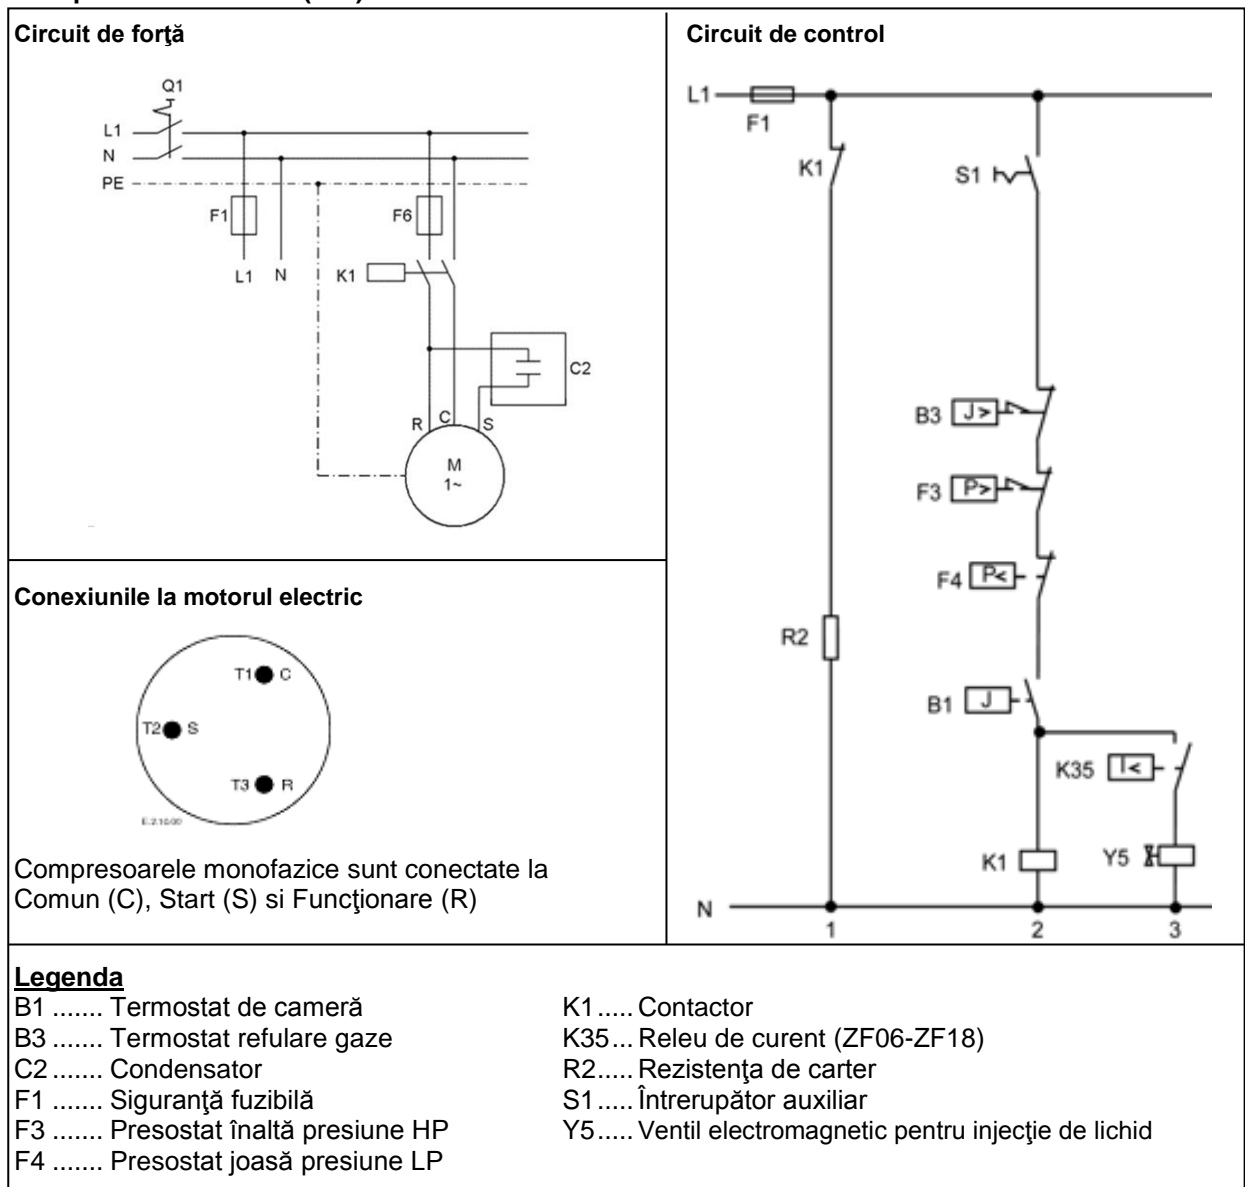 Circuit de forţă
Q1
L1
N
PE
F1
F6
L1 N
K1
C2
R C S
M
1~
Circuit de control
L1
F1
K1
S1
B3 J>
F3 P>
F4 P<
R2
B1 J
K35 I<
K1
Y5
N
1 2 3
Conexiunile la motorul electric
T1 C
T2 S
T3 R
E.2.10.00
Compresoarele monofazice sunt conectate la
Comun (C), Start (S) si Funcţionare (R)
Legenda
B1 ....... Termostat de cameră
B3 ....... Termostat refulare gaze
C2 ....... Condensator
F1 ....... Siguranţă fuzibilă
F3 ....... Presostat înaltă presiune HP
F4 ....... Presostat joasă presiune LP
K1 ..... Contactor
K35 ... Releu de curent (ZF06-ZF18)
R2 ..... Rezistenţa de carter
S1 ..... Întrerupător auxiliar
Y5 ..... Ventil electromagnetic pentru injecţie de lichid